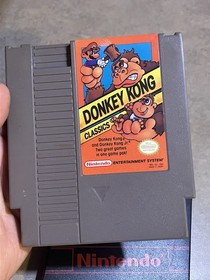 DONKEY KONG
CLASSICS
Donkey Kong
and Donkey Kong Jr.
Two great games
in one game pak!
Nintendo ENTERTAINMENT SYSTEM
Nintendo